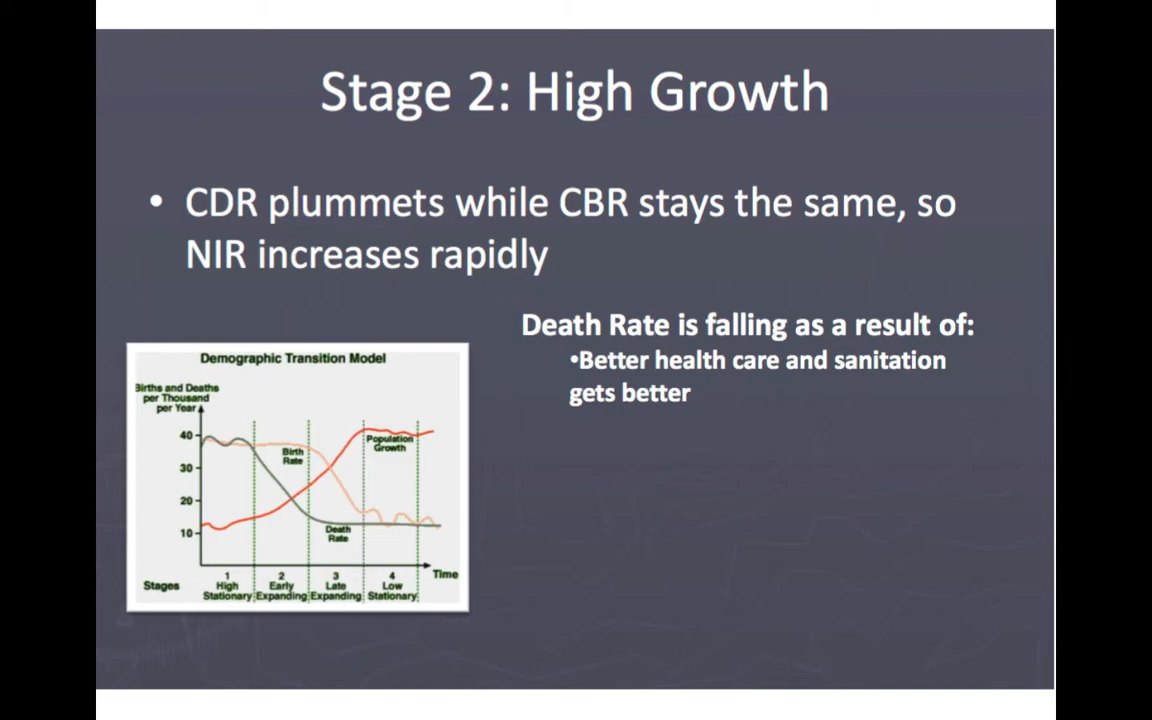 Stage 2: High Growth
• CDR plummets while CBR stays the same, so
NIR increases rapidly
Death Rate is falling as a result of:
•Better health care and sanitation
gets better
Demographic Transition Model
Births and Deaths
per Thousand
per Year
40
30
20
10
Birth
Rate
Population
Growth
Death
Rate
Time
Stages
1
High
Stationary
2
Early
Expanding
3
Late
Expanding
4
Low
Stationary